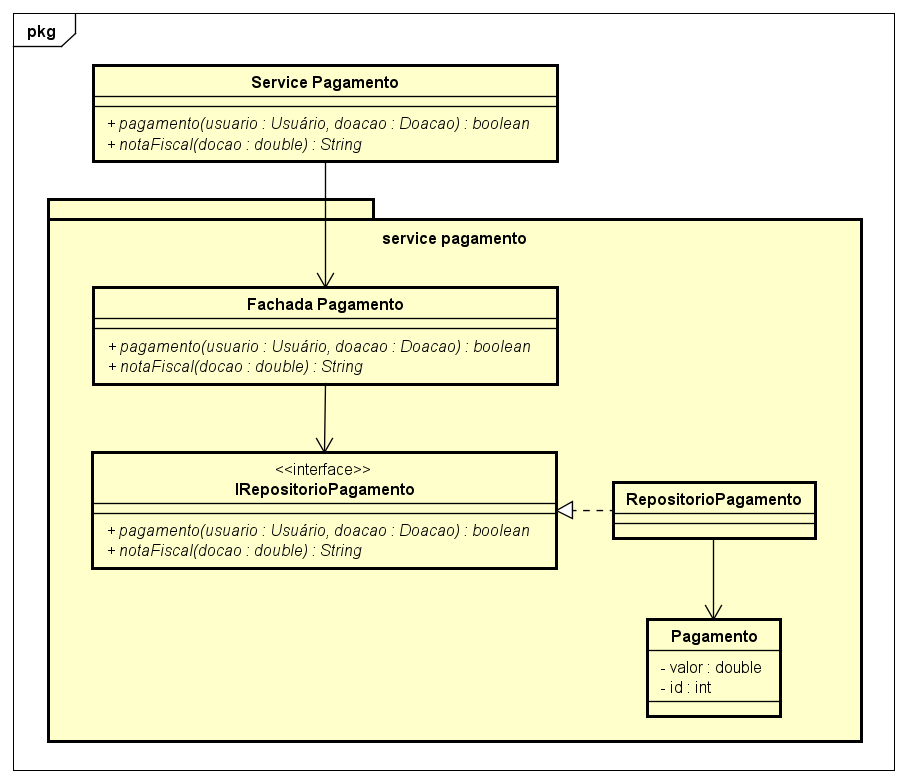 pkg
Service Pagamento
+ pagamento(usuario : Usuário, doacao : Doacao) : boolean
+ notaFiscal(docao : double) : String
service pagamento
Fachada Pagamento
+ pagamento(usuario : Usuário, doacao : Doacao) : boolean
+ notaFiscal(docao : double) : String
<<interface>>
IRepositorioPagamento
+ pagamento(usuario : Usuário, doacao : Doacao) : boolean
+ notaFiscal(docao : double) : String
RepositorioPagamento
Pagamento
- valor : double
- id : int